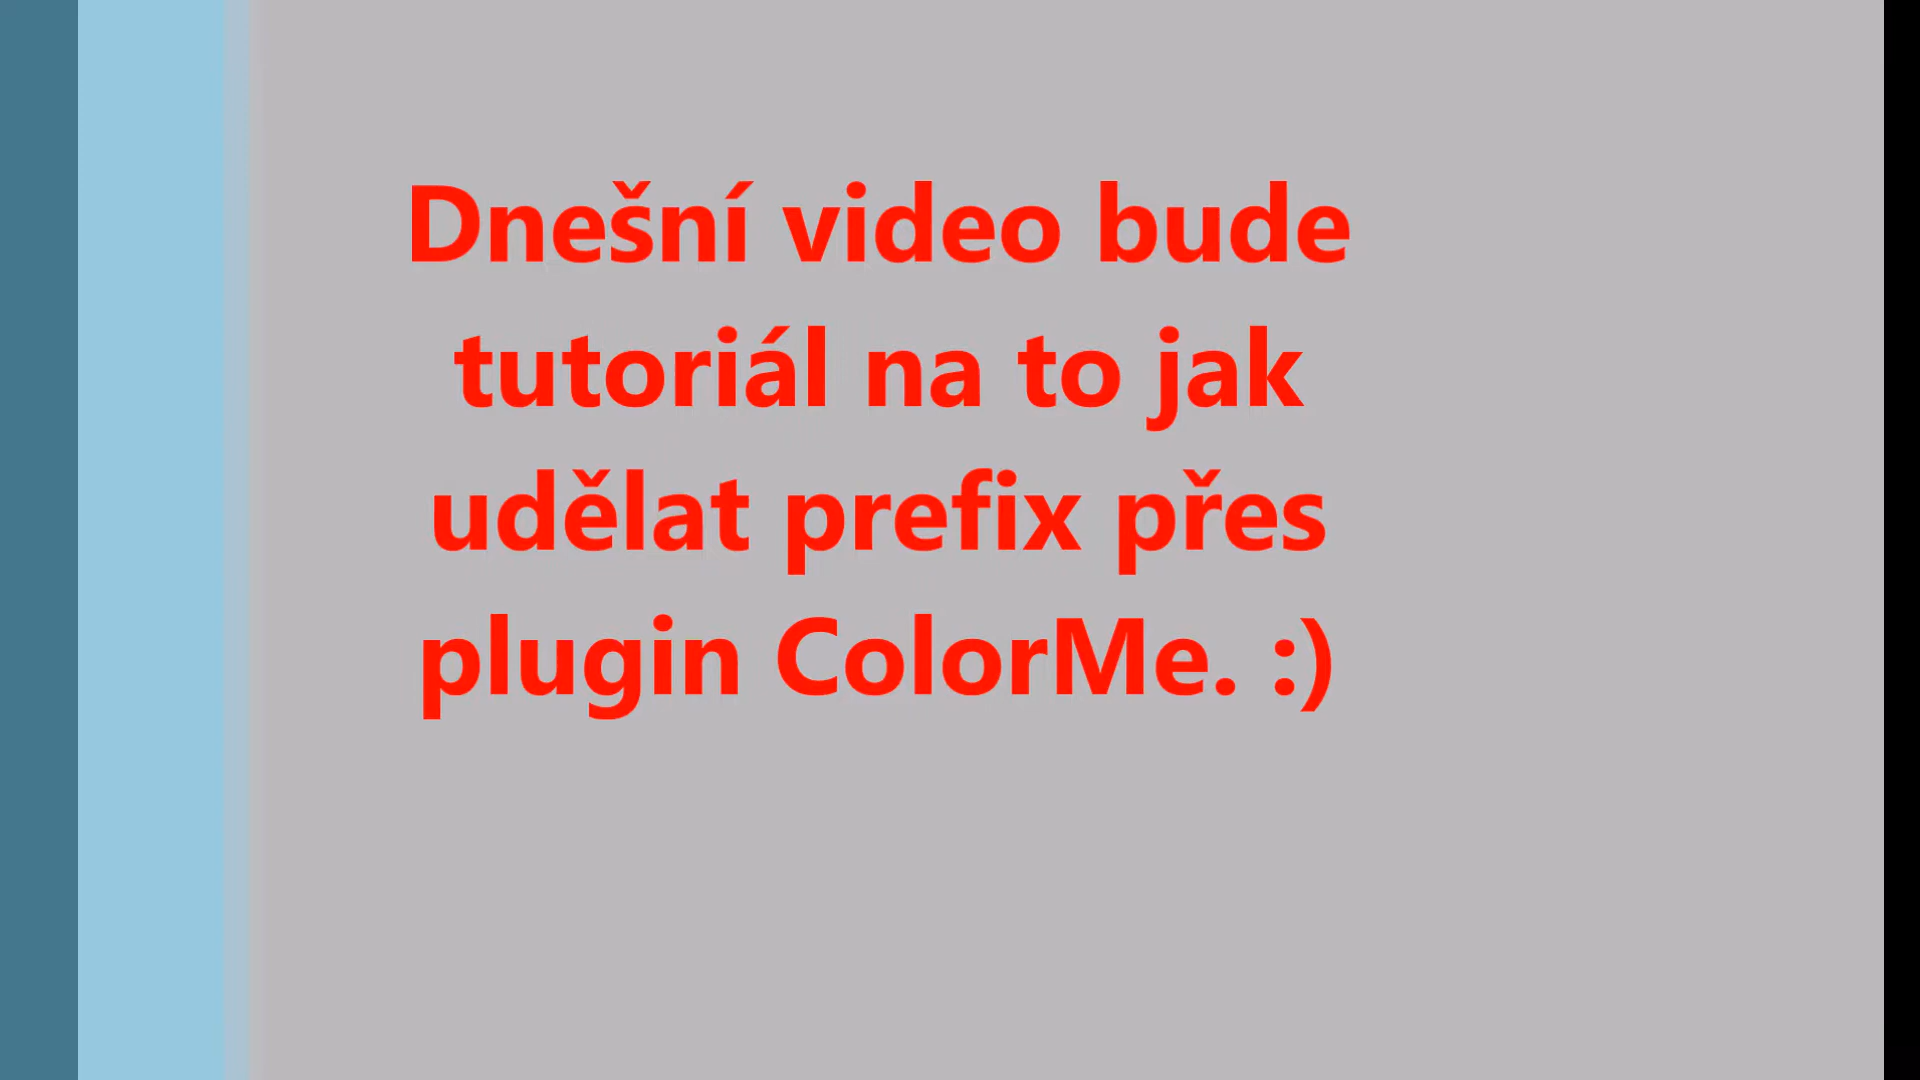 Dnešní video bude
tutoriál na to jak
udělat prefix přes
plugin ColorMe. :)